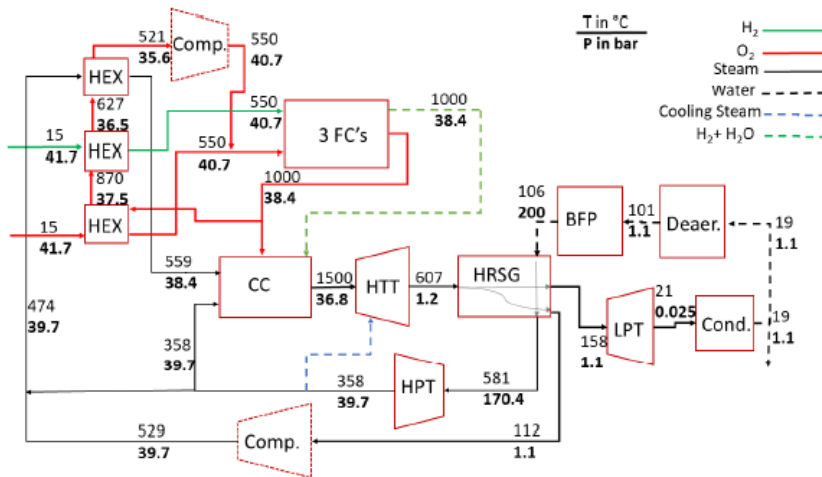 T in °C
P in bar
H₂
O₂
Steam
Water
Cooling Steam
H₂+ H₂O
521
35.6
Comp.
550
40.7
HEX
627
36.5
15
41.7
HEX
550
40.7
3 FC's
1000
38.4
870
37.5
550
40.7
1000
38.4
15
41.7
HEX
106
200
BFP
101
1.1
Deaer.
19
1.1
559
38.4
CC
1500
36.8
HTT
607
1.2
HRSG
474
39.7
358
39.7
21
0.025
LPT
Cond.
19
1.1
158
1.1
358
39.7
HPT
581
170.4
529
39.7
Comp.
112
1.1